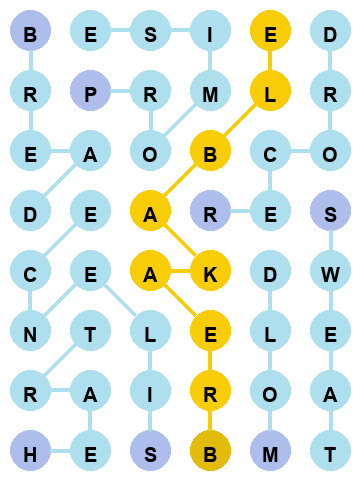 B E S I E D
R P R M L R
E A O B C O
D E A R E S
C E A K D W
N T L E L E
R A I R O A
H E S B M T